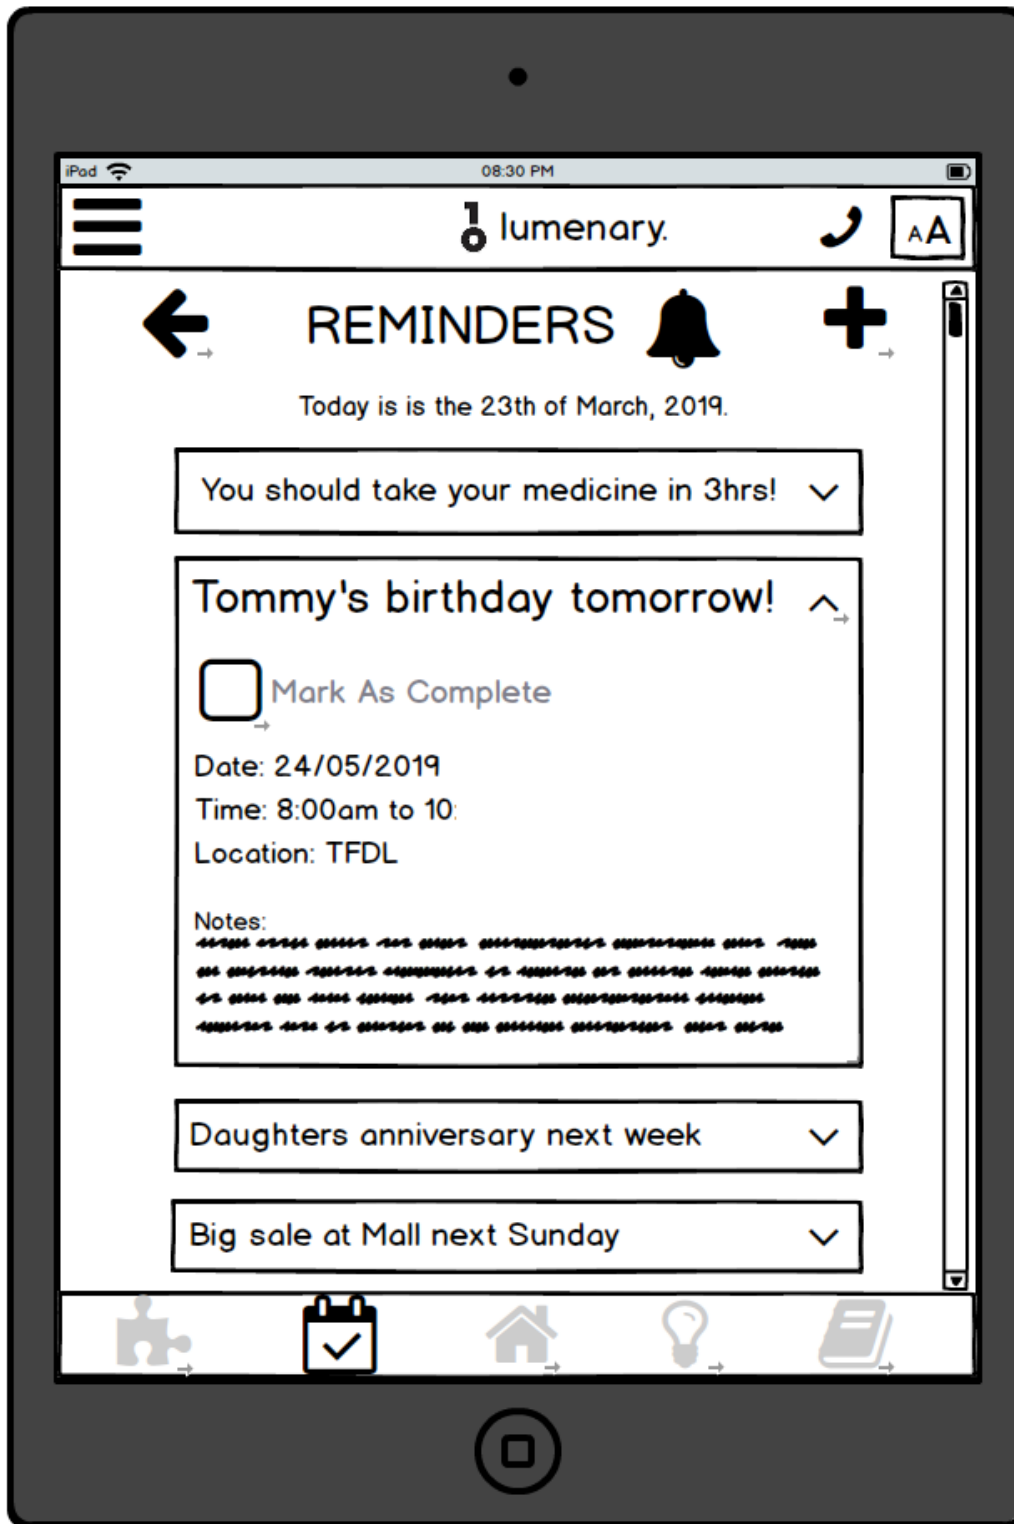 iPad 08:30 PM
lumenary. AA
REMINDERS
Today is is the 23th of March, 2019.
You should take your medicine in 3hrs!
Tommy's birthday tomorrow!
Mark As Complete
Date: 24/05/2019
Time: 8:00am to 10:
Location: TFDL
Notes:
Daughters anniversary next week
Big sale at Mall next Sunday